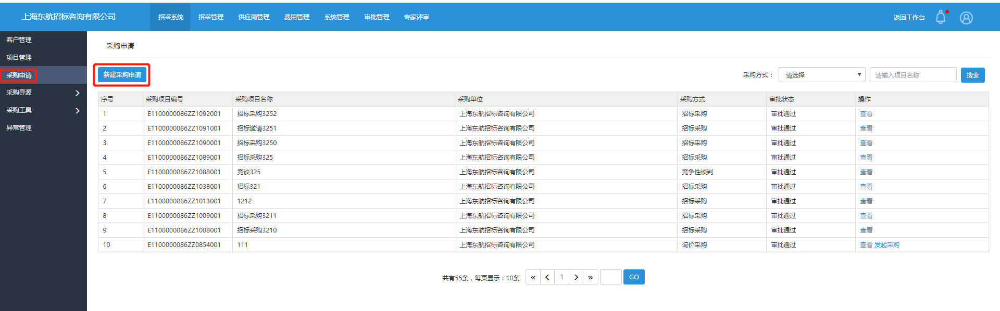 上海东航招标咨询有限公司 招采系统 招采管理 供应商管理 费用管理 系统管理 审批管理 专家评审 返回工作台
客户管理
项目管理
采购申请
采购寻源
采购工具
异常管理
采购申请
新建采购申请 采购方式： 请选择 请输入项目名称 搜索
序号 采购项目编号 采购项目名称 采购单位 采购方式 审批状态 操作
1 E1100000086ZZ1092001 招标采购3252 上海东航招标咨询有限公司 招标采购 审批通过 查看
2 E1100000086ZZ1091001 招标邀请3251 上海东航招标咨询有限公司 招标采购 审批通过 查看
3 E1100000086ZZ1090001 招标采购3250 上海东航招标咨询有限公司 招标采购 审批通过 查看
4 E1100000086ZZ1089001 招标采购325 上海东航招标咨询有限公司 招标采购 审批通过 查看
5 E1100000086ZZ1088001 竞谈325 上海东航招标咨询有限公司 竞争性谈判 审批通过 查看
6 E1100000086ZZ1038001 招标321 上海东航招标咨询有限公司 招标采购 审批通过 查看
7 E1100000086ZZ1013001 1212 上海东航招标咨询有限公司 招标采购 审批通过 查看
8 E1100000086ZZ1009001 招标采购3211 上海东航招标咨询有限公司 招标采购 审批通过 查看
9 E1100000086ZZ1008001 招标采购3210 上海东航招标咨询有限公司 招标采购 审批通过 查看
10 E1100000086ZZ0854001 111 上海东航招标咨询有限公司 询价采购 审批通过 查看 发起采购
共有55条，每页显示：10条 « < 1 > » GO